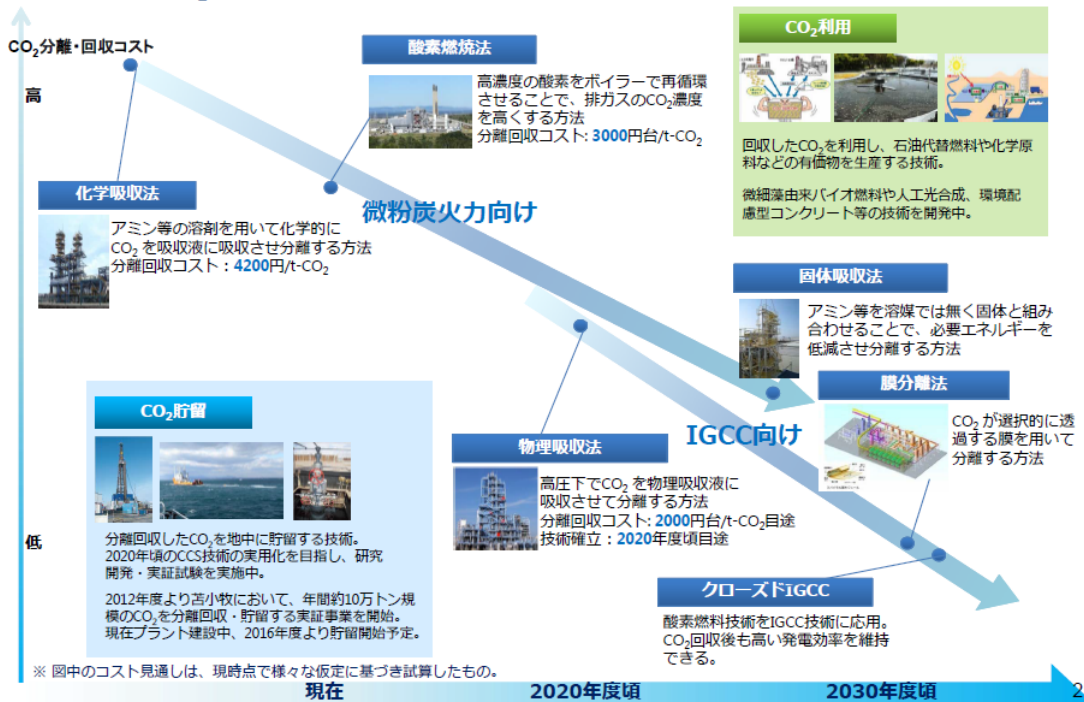 CO₂分離・回収コスト
高
低
酸素燃焼法
高濃度の酸素をボイラーで再循環
させることで、排ガスのCO₂濃度
を高くする方法
分離回収コスト: 3000円台/t-CO₂
CO₂利用
回収したCO₂を利用し、石油代替燃料や化学原
料などの有価物を生産する技術。
微細藻由来バイオ燃料や人工光合成、環境配
慮型コンクリート等の技術を開発中。
化学吸収法
アミン等の溶剤を用いて化学的に
CO₂ を吸収液に吸収させ分離する方法
分離回収コスト：4200円/t-CO₂
微粉炭火力向け
固体吸収法
アミン等を溶媒では無く固体と組み
合わせることで、必要エネルギーを
低減させ分離する方法
膜分離法
CO₂ が選択的に透
過する膜を用いて
分離する方法
IGCC向け
CO₂貯留
分離回収したCO₂を地中に貯留する技術。
2020年頃のCCS技術の実用化を目指し、研究
開発・実証試験を実施中。
2012年度より苫小牧において、年間約10万トン規
模のCO₂を分離回収・貯留する実証事業を開始。
現在プラント建設中、2016年度より貯留開始予定。
物理吸収法
高圧下でCO₂ を物理吸収液に
吸収させて分離する方法
分離回収コスト: 2000円台/t-CO₂目途
技術確立：2020年度頃目途
クローズドIGCC
酸素燃料技術をIGCC技術に応用。
CO₂回収後も高い発電効率を維持
できる。
※ 図中のコスト見通しは、現時点で様々な仮定に基づき試算したもの。
現在
2020年度頃
2030年度頃
2